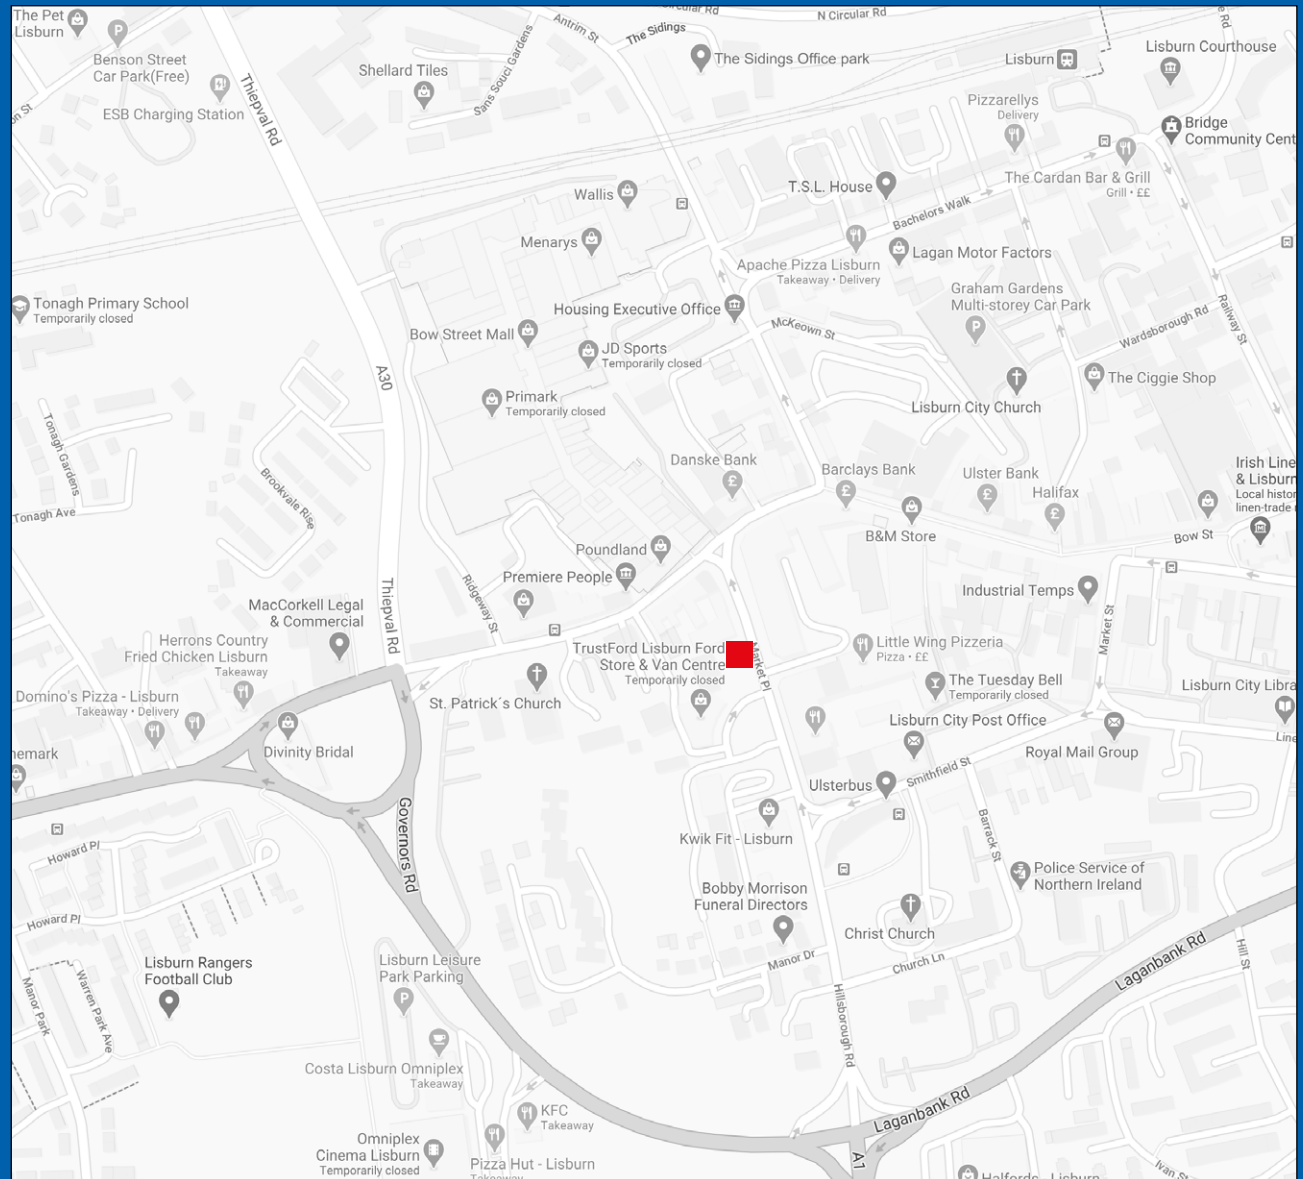 The Pet
Lisburn
Benson Street
Car Park(Free)
ESB Charging Station
Thiepval Rd
Shellard Tiles
Sans Souci Gardens
Antrim St
The Sidings
N Circular Rd
The Sidings Office park
Lisburn
Lisburn Courthouse
Pizzarellys
Delivery
Bridge
Community Cent
The Cardan Bar & Grill
Grill • ££
T.S.L. House
Bachelors Walk
Wallis
Menarys
Apache Pizza Lisburn
Takeaway • Delivery
Lagan Motor Factors
Graham Gardens
Multi-storey Car Park
Tonagh Primary School
Temporarily closed
Housing Executive Office
Bow Street Mall
JD Sports
Temporarily closed
McKeown St
Wardsborough Rd
Railway St
A30
Primark
Temporarily closed
The Ciggie Shop
Lisburn City Church
Tonagh Gardens
Tonagh Ave
Brookvale Rise
Danske Bank
Barclays Bank
Ulster Bank
Halifax
Irish Line
& Lisburn
Local histor
linen-trade
B&M Store
Bow St
Poundland
Premiere People
Ridgeway St
Thiepval Rd
Industrial Temps
Market St
MacCorkell Legal
& Commercial
Herrons Country
Fried Chicken Lisburn
Takeaway
TrustFord Lisburn Ford
Store & Van Centre
Temporarily closed
Market Pl
Little Wing Pizzeria
Pizza • ££
The Tuesday Bell
Temporarily closed
Lisburn City Libra
Domino's Pizza - Lisburn
Takeaway • Delivery
St. Patrick´s Church
Lisburn City Post Office
Royal Mail Group
Line
Divinity Bridal
nemark
Ulsterbus
Smithfield St
Kwik Fit - Lisburn
Barrack St
Governors Rd
Howard Pl
Howard Pl
Police Service of
Northern Ireland
Bobby Morrison
Funeral Directors
Christ Church
Manor Dr
Church Ln
Laganbank Rd
Hill St
Lisburn Rangers
Football Club
Lisburn Leisure
Park Parking
Manor Park
Warren Park Ave
Hillsborough Rd
Costa Lisburn Omniplex
Takeaway
KFC
Takeaway
Laganbank Rd
Omniplex
Cinema Lisburn
Temporarily closed
Pizza Hut - Lisburn
Takeaway
A1
Ivan St
Halfords - Lisburn